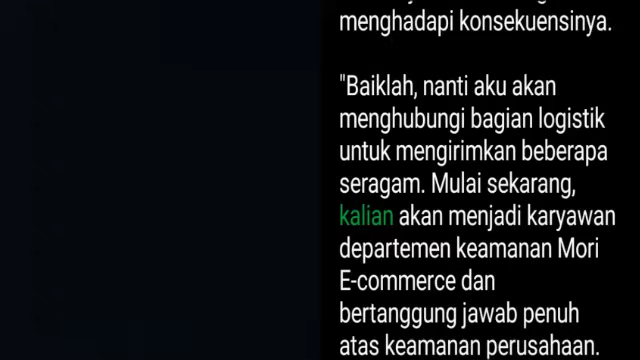 menghadapi konsekuensinya.
"Baiklah, nanti aku akan
menghubungi bagian logistik
untuk mengirimkan beberapa
seragam. Mulai sekarang,
kalian akan menjadi karyawan
departemen keamanan Mori
E-commerce dan
bertanggung jawab penuh
atas keamanan perusahaan.